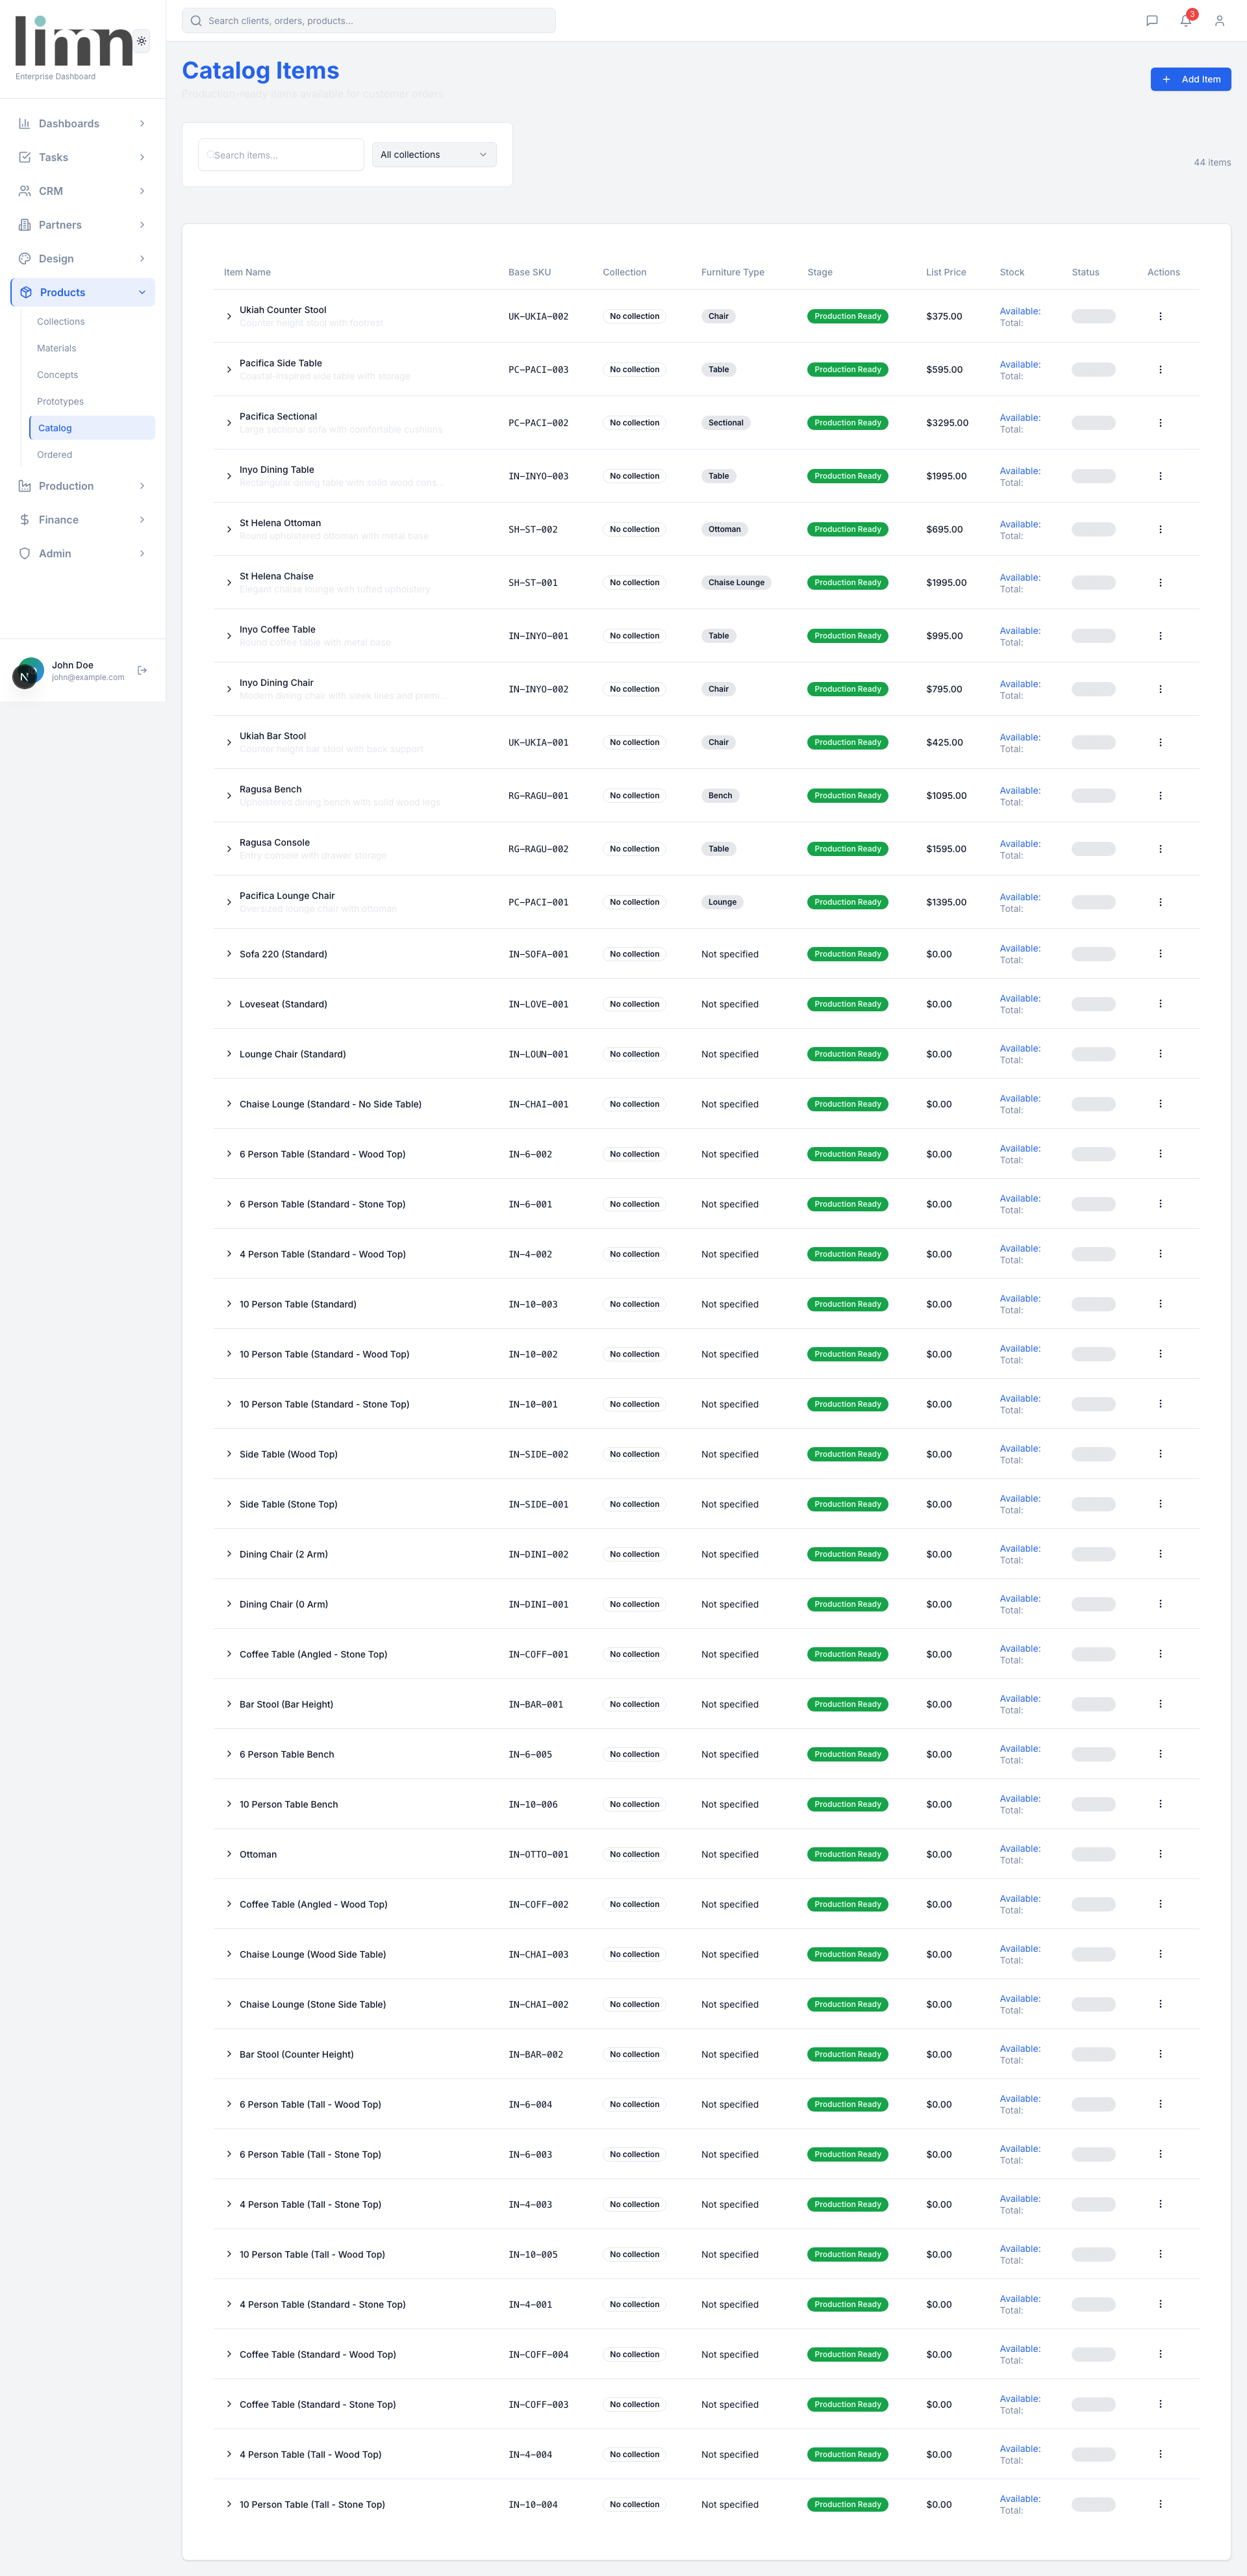 limn
Enterprise Dashboard
Dashboards
Tasks
CRM
Partners
Design
Products
Collections
Materials
Concepts
Prototypes
Catalog
Ordered
Production
Finance
Admin
N
John Doe
john@example.com
Search clients, orders, products...
3
Catalog Items
Production-ready items available for customer orders
Add Item
Search items...
All collections
44 items
Item Name Base SKU Collection Furniture Type Stage List Price Stock Status Actions
Ukiah Counter Stool
Counter height stool with footrest
UK-UKIA-002 No collection Chair Production Ready $375.00 Available:
Total:
Pacifica Side Table
Coastal-inspired side table with storage
PC-PACI-003 No collection Table Production Ready $595.00 Available:
Total:
Pacifica Sectional
Large sectional sofa with comfortable cushions
PC-PACI-002 No collection Sectional Production Ready $3295.00 Available:
Total:
Inyo Dining Table
Rectangular dining table with solid wood cons...
IN-INYO-003 No collection Table Production Ready $1995.00 Available:
Total:
St Helena Ottoman
Round upholstered ottoman with metal base
SH-ST-002 No collection Ottoman Production Ready $695.00 Available:
Total:
St Helena Chaise
Elegant chaise lounge with tufted upholstery
SH-ST-001 No collection Chaise Lounge Production Ready $1995.00 Available:
Total:
Inyo Coffee Table
Round coffee table with metal base
IN-INYO-001 No collection Table Production Ready $995.00 Available:
Total:
Inyo Dining Chair
Modern dining chair with sleek lines and premi...
IN-INYO-002 No collection Chair Production Ready $795.00 Available:
Total:
Ukiah Bar Stool
Counter height bar stool with back support
UK-UKIA-001 No collection Chair Production Ready $425.00 Available:
Total:
Ragusa Bench
Upholstered dining bench with solid wood legs
RG-RAGU-001 No collection Bench Production Ready $1095.00 Available:
Total:
Ragusa Console
Entry console with drawer storage
RG-RAGU-002 No collection Table Production Ready $1595.00 Available:
Total:
Pacifica Lounge Chair
Oversized lounge chair with ottoman
PC-PACI-001 No collection Lounge Production Ready $1395.00 Available:
Total:
Sofa 220 (Standard) IN-SOFA-001 No collection Not specified Production Ready $0.00 Available:
Total:
Loveseat (Standard) IN-LOVE-001 No collection Not specified Production Ready $0.00 Available:
Total:
Lounge Chair (Standard) IN-LOUN-001 No collection Not specified Production Ready $0.00 Available:
Total:
Chaise Lounge (Standard - No Side Table) IN-CHAI-001 No collection Not specified Production Ready $0.00 Available:
Total:
6 Person Table (Standard - Wood Top) IN-6-002 No collection Not specified Production Ready $0.00 Available:
Total:
6 Person Table (Standard - Stone Top) IN-6-001 No collection Not specified Production Ready $0.00 Available:
Total:
4 Person Table (Standard - Wood Top) IN-4-002 No collection Not specified Production Ready $0.00 Available:
Total:
10 Person Table (Standard) IN-10-003 No collection Not specified Production Ready $0.00 Available:
Total:
10 Person Table (Standard - Wood Top) IN-10-002 No collection Not specified Production Ready $0.00 Available:
Total:
10 Person Table (Standard - Stone Top) IN-10-001 No collection Not specified Production Ready $0.00 Available:
Total:
Side Table (Wood Top) IN-SIDE-002 No collection Not specified Production Ready $0.00 Available:
Total:
Side Table (Stone Top) IN-SIDE-001 No collection Not specified Production Ready $0.00 Available:
Total:
Dining Chair (2 Arm) IN-DINI-002 No collection Not specified Production Ready $0.00 Available:
Total:
Dining Chair (0 Arm) IN-DINI-001 No collection Not specified Production Ready $0.00 Available:
Total:
Coffee Table (Angled - Stone Top) IN-COFF-001 No collection Not specified Production Ready $0.00 Available:
Total:
Bar Stool (Bar Height) IN-BAR-001 No collection Not specified Production Ready $0.00 Available:
Total:
6 Person Table Bench IN-6-005 No collection Not specified Production Ready $0.00 Available:
Total:
10 Person Table Bench IN-10-006 No collection Not specified Production Ready $0.00 Available:
Total:
Ottoman IN-OTTO-001 No collection Not specified Production Ready $0.00 Available:
Total:
Coffee Table (Angled - Wood Top) IN-COFF-002 No collection Not specified Production Ready $0.00 Available:
Total:
Chaise Lounge (Wood Side Table) IN-CHAI-003 No collection Not specified Production Ready $0.00 Available:
Total:
Chaise Lounge (Stone Side Table) IN-CHAI-002 No collection Not specified Production Ready $0.00 Available:
Total:
Bar Stool (Counter Height) IN-BAR-002 No collection Not specified Production Ready $0.00 Available:
Total:
6 Person Table (Tall - Wood Top) IN-6-004 No collection Not specified Production Ready $0.00 Available:
Total:
6 Person Table (Tall - Stone Top) IN-6-003 No collection Not specified Production Ready $0.00 Available:
Total:
4 Person Table (Tall - Stone Top) IN-4-003 No collection Not specified Production Ready $0.00 Available:
Total:
10 Person Table (Tall - Wood Top) IN-10-005 No collection Not specified Production Ready $0.00 Available:
Total:
4 Person Table (Standard - Stone Top) IN-4-001 No collection Not specified Production Ready $0.00 Available:
Total:
Coffee Table (Standard - Wood Top) IN-COFF-004 No collection Not specified Production Ready $0.00 Available:
Total:
Coffee Table (Standard - Stone Top) IN-COFF-003 No collection Not specified Production Ready $0.00 Available:
Total:
4 Person Table (Tall - Wood Top) IN-4-004 No collection Not specified Production Ready $0.00 Available:
Total:
10 Person Table (Tall - Stone Top) IN-10-004 No collection Not specified Production Ready $0.00 Available:
Total: